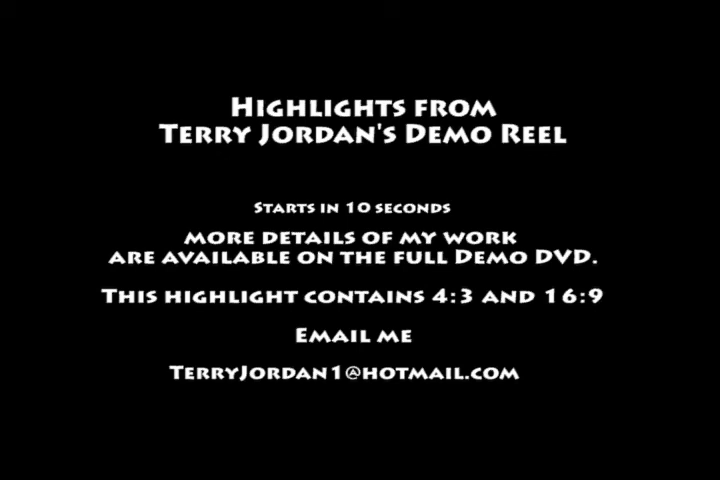 Highlights from
Terry Jordan's Demo Reel
Starts in 10 seconds
more details of my work
are available on the full Demo DVD.
This highlight contains 4:3 and 16:9
Email me
TerryJordan1@hotmail.com